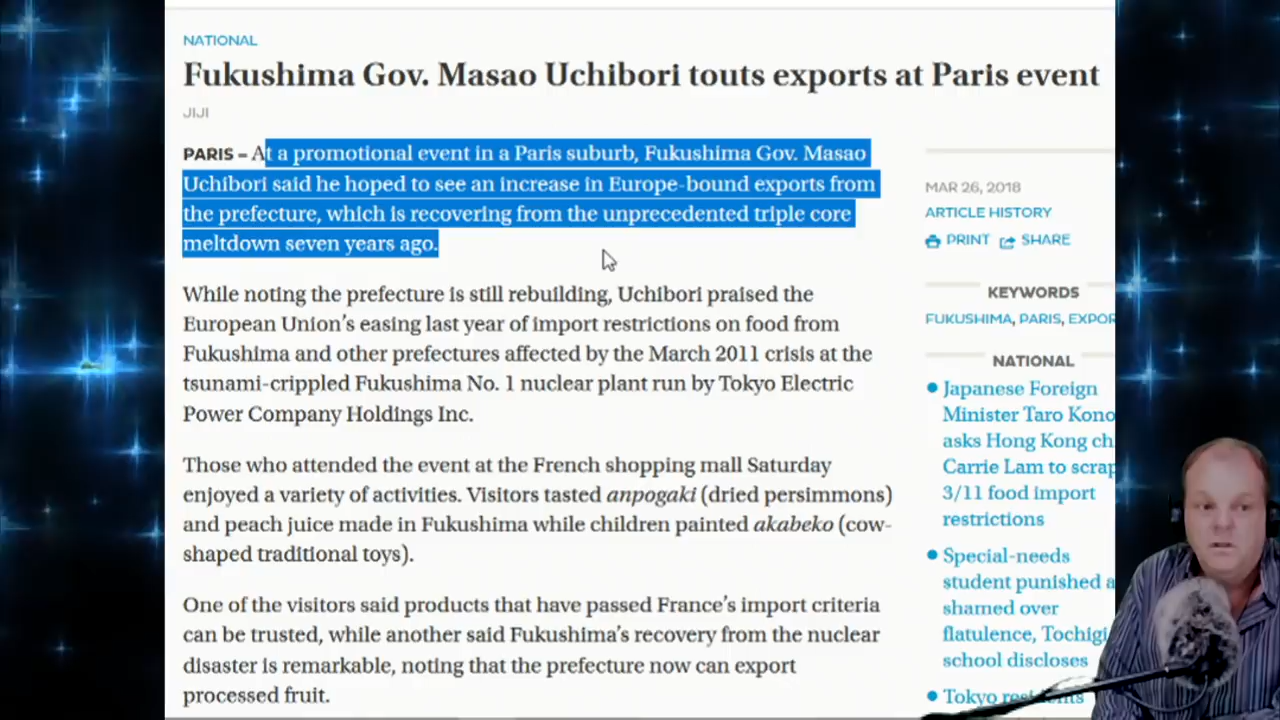 NATIONAL
Fukushima Gov. Masao Uchibori touts exports at Paris event
JIJI
PARIS – At a promotional event in a Paris suburb, Fukushima Gov. Masao
Uchibori said he hoped to see an increase in Europe-bound exports from
the prefecture, which is recovering from the unprecedented triple core
meltdown seven years ago.
While noting the prefecture is still rebuilding, Uchibori praised the
European Union's easing last year of import restrictions on food from
Fukushima and other prefectures affected by the March 2011 crisis at the
tsunami-crippled Fukushima No. 1 nuclear plant run by Tokyo Electric
Power Company Holdings Inc.
Those who attended the event at the French shopping mall Saturday
enjoyed a variety of activities. Visitors tasted anpogaki (dried persimmons)
and peach juice made in Fukushima while children painted akabeko (cow-
shaped traditional toys).
One of the visitors said products that have passed France's import criteria
can be trusted, while another said Fukushima's recovery from the nuclear
disaster is remarkable, noting that the prefecture now can export
processed fruit.
MAR 26, 2018
ARTICLE HISTORY
PRINT SHARE
KEYWORDS
FUKUSHIMA, PARIS, EXPOR
NATIONAL
Japanese Foreign
Minister Taro Kono
asks Hong Kong ch
Carrie Lam to scrap
3/11 food import
restrictions
Special-needs
student punished a
shamed over
flatulence, Tochigi
school discloses
Tokyo residents